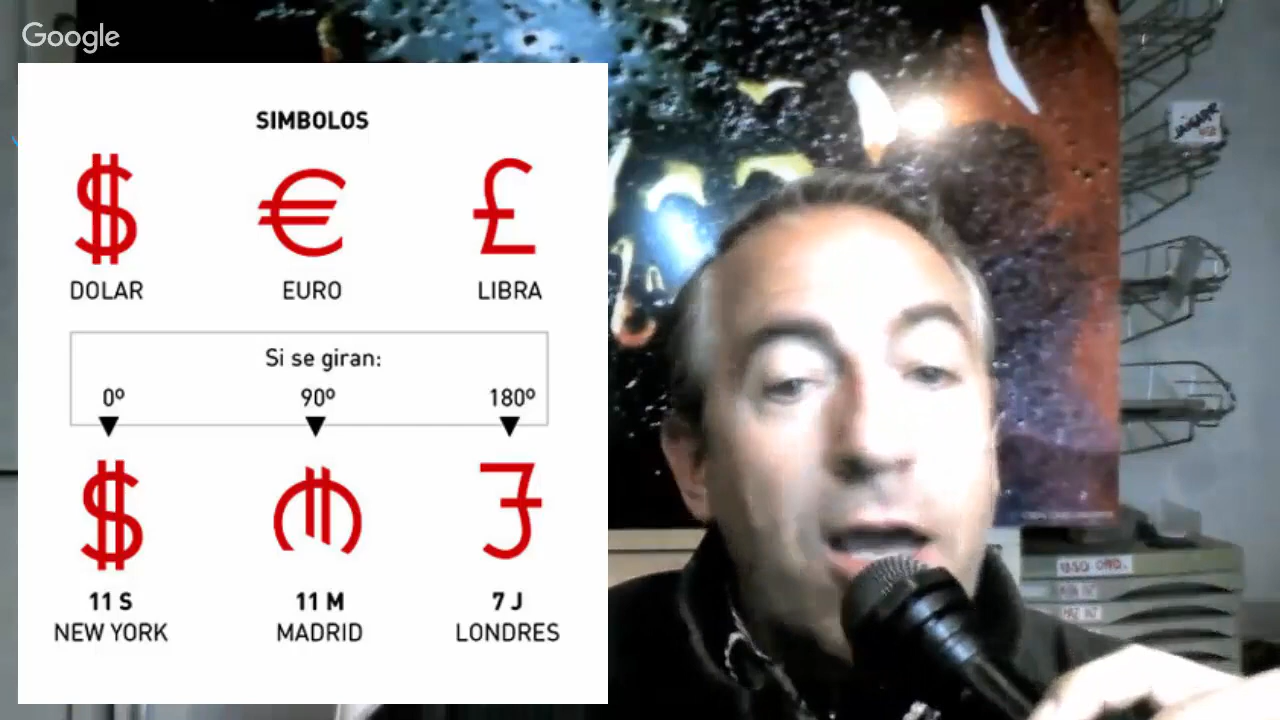 Google
SIMBOLOS
$ € £
DOLAR EURO LIBRA
Si se giran:
0º 90º 180º
11 S 11 M 7 J
NEW YORK MADRID LONDRES